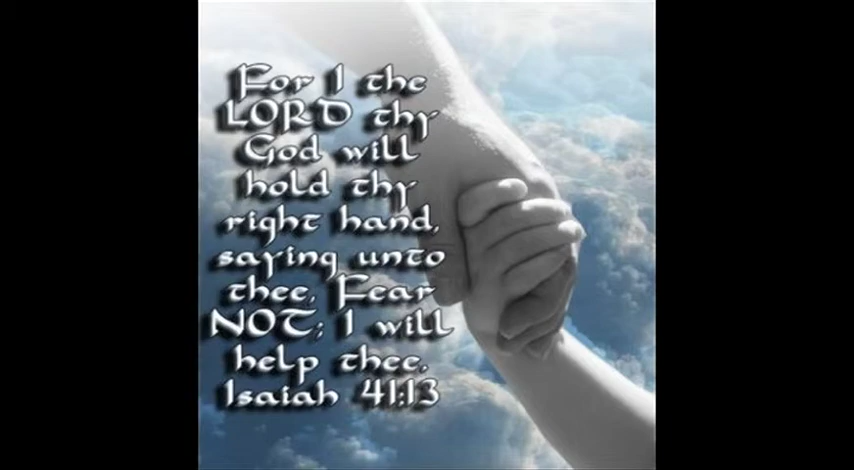 For I the
LORD thy
God will
hold thy
right hand,
saying unto
thee, Fear
NOT; I will
help thee.
Isaiah 41:13